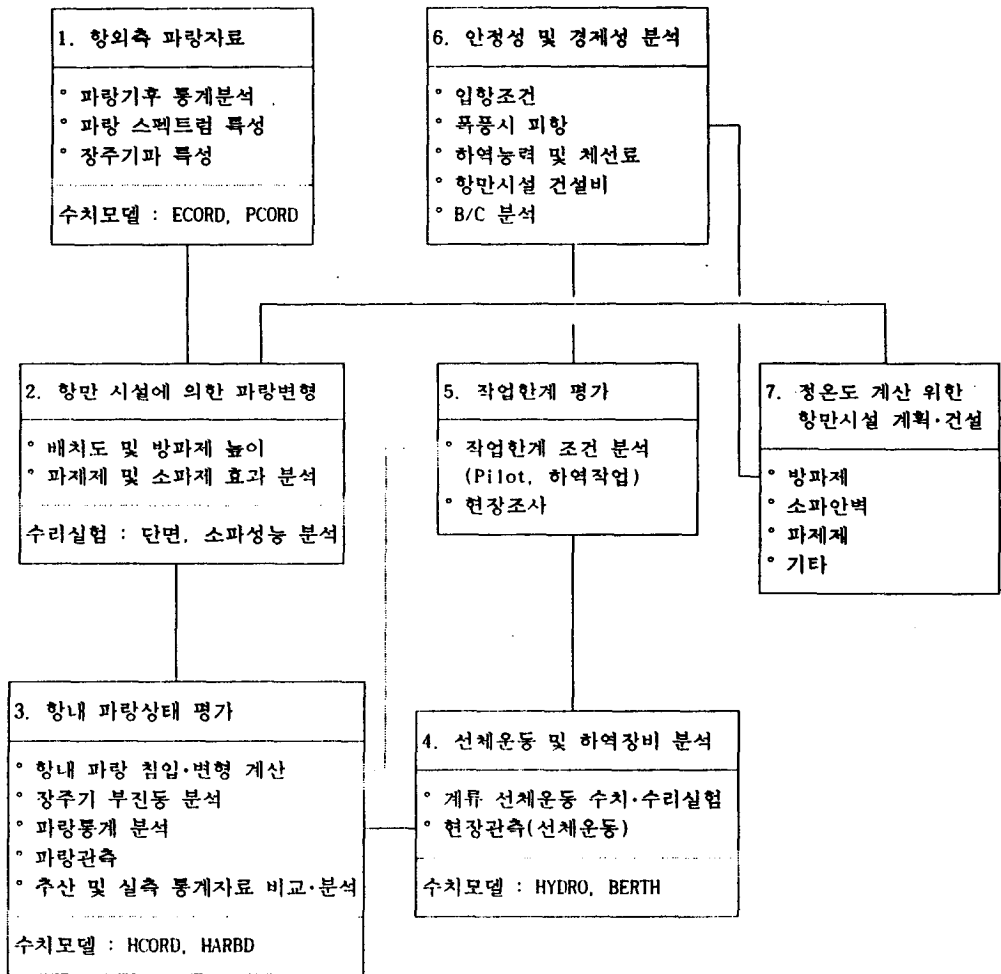 1. 항외측 파랑자료
° 파랑기후 통계분석
° 파랑 스펙트럼 특성
° 장주기파 특성
수치모델 : ECORD, PCORD
6. 안정성 및 경제성 분석
° 입항조건
° 폭풍시 피항
° 하역능력 및 체선료
° 항만시설 건설비
° B/C 분석
2. 항만 시설에 의한 파랑변형
° 배치도 및 방파제 높이
° 파제제 및 소파제 효과 분석
수리실험 : 단면, 소파성능 분석
5. 작업한계 평가
° 작업한계 조건 분석
(Pilot, 하역작업)
° 현장조사
7. 정온도 계산 위한
항만시설 계획·건설
° 방파제
° 소파안벽
° 파제제
° 기타
3. 항내 파랑상태 평가
° 항내 파랑 침입·변형 계산
° 장주기 부진동 분석
° 파랑통계 분석
° 파랑관측
° 추산 및 실측 통계자료 비교·분석
수치모델 : HCORD, HARBD
4. 선체운동 및 하역장비 분석
° 계류 선체운동 수치·수리실험
° 현장관측(선체운동)
수치모델 : HYDRO, BERTH